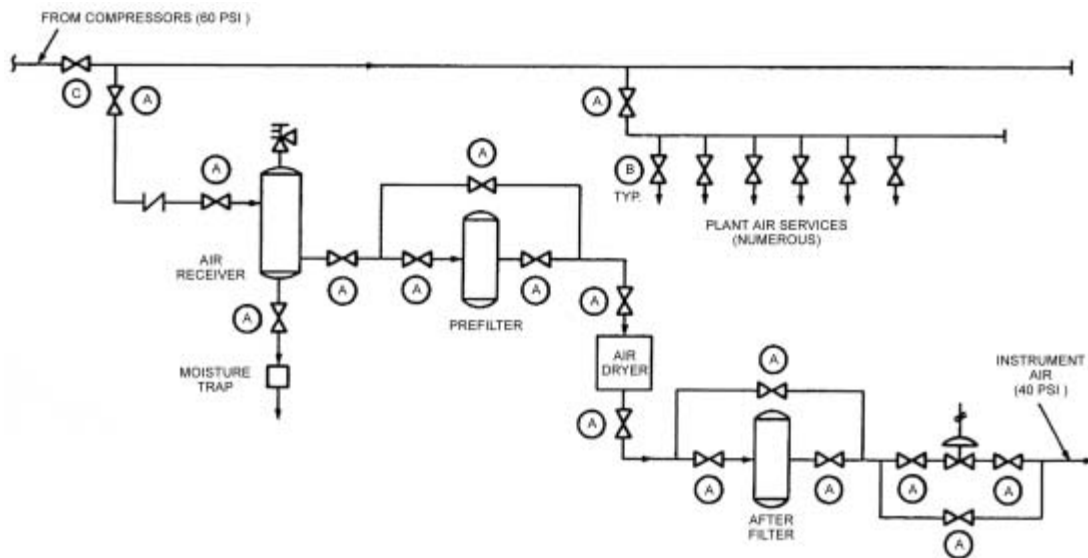 FROM COMPRESSORS (60 PSI )
C
A
A
A
A
B
TYP.
PLANT AIR SERVICES
(NUMEROUS)
AIR
RECEIVER
A
A
A
PREFILTER
A
A
MOISTURE
TRAP
AIR
DRYER
A
A
INSTRUMENT
AIR
(40 PSI )
A
A
A
A
AFTER
FILTER
A